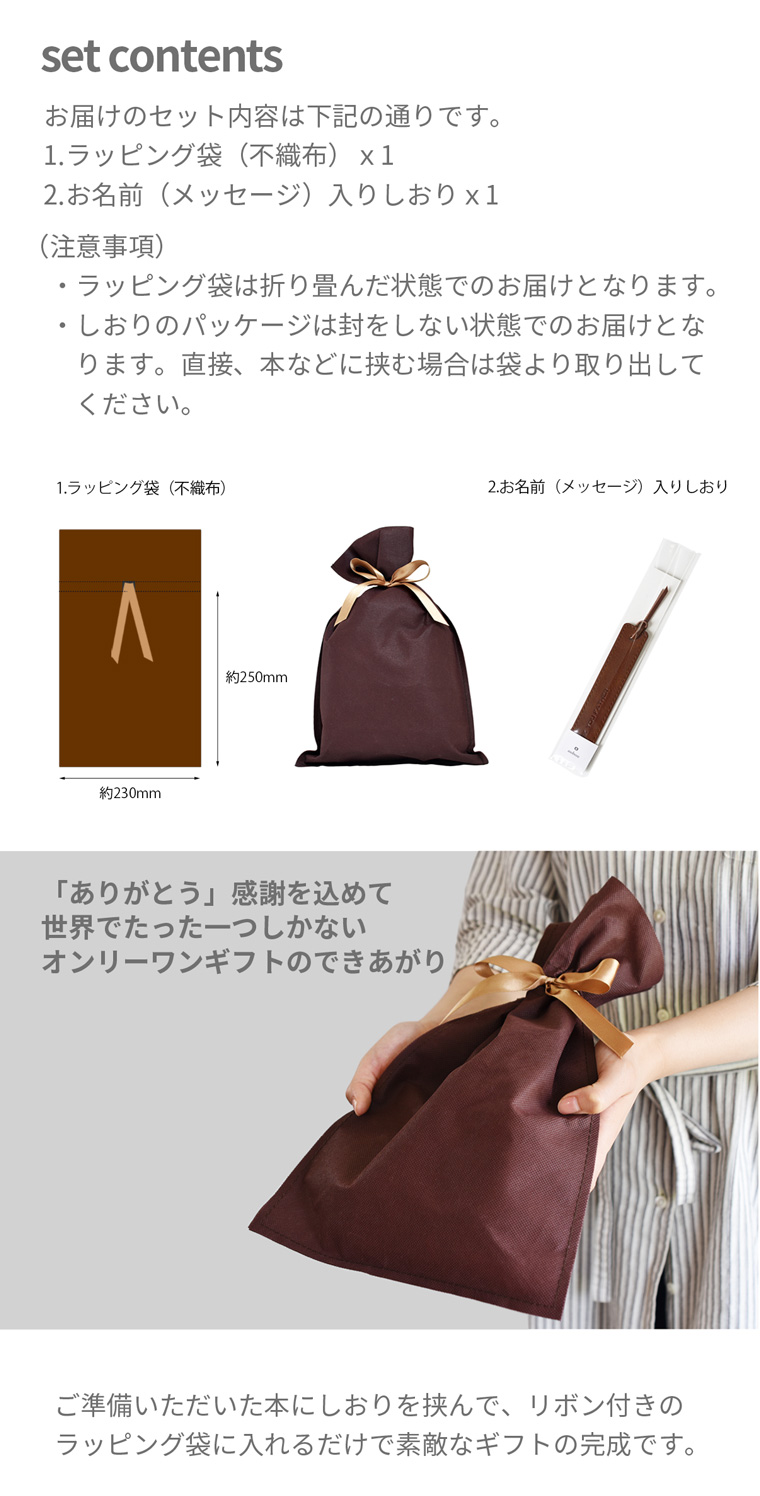 set contents
お届けのセット内容は下記の通りです。
1.ラッピング袋（不織布）ｘ1
2.お名前（メッセージ）入りしおりｘ1
（注意事項）
・ラッピング袋は折り畳んだ状態でのお届けとなります。
・しおりのパッケージは封をしない状態でのお届けとな
ります。直接、本などに挟む場合は袋より取り出して
ください。
1.ラッピング袋（不織布）
2.お名前（メッセージ）入りしおり
約250mm
約230mm
「ありがとう」感謝を込めて
世界でたった一つしかない
オンリーワンギフトのできあがり
ご準備いただいた本にしおりを挟んで、リボン付きの
ラッピング袋に入れるだけで素敵なギフトの完成です。